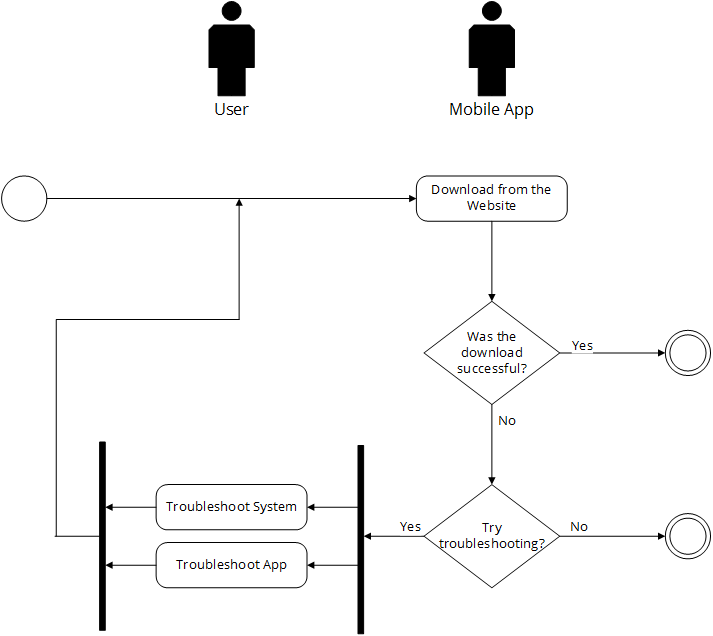 User
Mobile App
Download from the
Website
Was the
download
successful?
Yes
No
Try
troubleshooting?
Yes
No
Troubleshoot System
Troubleshoot App